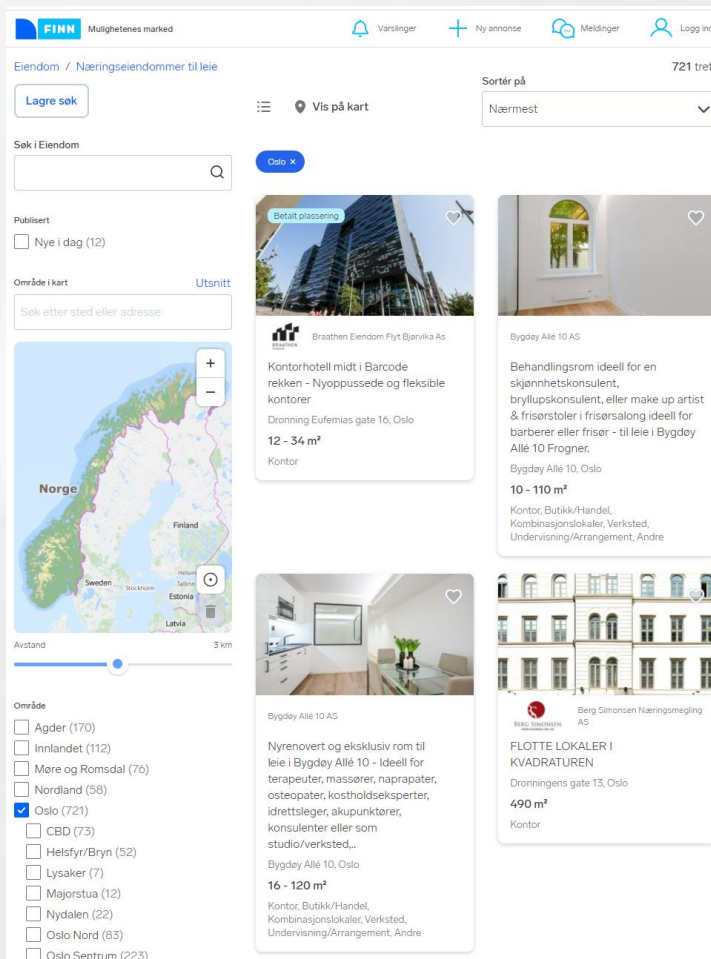 FINN
Mulighetenes marked
Varslinger
Ny annonse
Meldinger
Logg inn
Eiendom / Næringseiendommer til leie
721 tref
Lagre søk
Vis på kart
Sortér på
Nærmest
Søk i Eiendom
Oslo ×
Publisert
Nye i dag (12)
Område i kart
Utsnitt
Søk etter sted eller adresse
+
−
Norge
Finland
Sweden
Stockholm
Helsin
Tallinn
Estonia
Latvia
Avstand
3 km
Område
Agder (170)
Innlandet (112)
Møre og Romsdal (76)
Nordland (58)
Oslo (721)
CBD (73)
Helsfyr/Bryn (52)
Lysaker (7)
Majorstua (12)
Nydalen (22)
Oslo Nord (83)
Oslo Sentrum (223)
Betalt plassering
BRAATHEN
Braathen Eiendom Flyt Bjørvika As
Kontorhotell midt i Barcode
rekken - Nyoppussede og fleksible
kontorer
Dronning Eufemias gate 16, Oslo
12 - 34 m²
Kontor
Bygdøy Allé 10 AS
Behandlingsrom ideell for en
skjønnhetskonsulent,
bryllupskonsulent, eller make up artist
& frisørstoler i frisørsalong ideell for
barberer eller frisør - til leie i Bygdøy
Allé 10 Frogner.
Bygdøy Allé 10, Oslo
10 - 110 m²
Kontor, Butikk/Handel,
Kombinasjonslokaler, Verksted,
Undervisning/Arrangement, Andre
Bygdøy Allé 10 AS
Nyrenovert og eksklusiv rom til
leie i Bygdøy Allé 10 - Ideell for
terapeuter, massører, naprapater,
osteopater, kostholdseksperter,
idrettsleger, akupunktører,
konsulenter eller som
studio/verksted,..
Bygdøy Allé 10, Oslo
16 - 120 m²
Kontor, Butikk/Handel,
Kombinasjonslokaler, Verksted,
Undervisning/Arrangement, Andre
BERG SIMONSEN
Berg Simonsen Næringsmegling
AS
FLOTTE LOKALER I
KVADRATUREN
Dronningens gate 13, Oslo
490 m²
Kontor